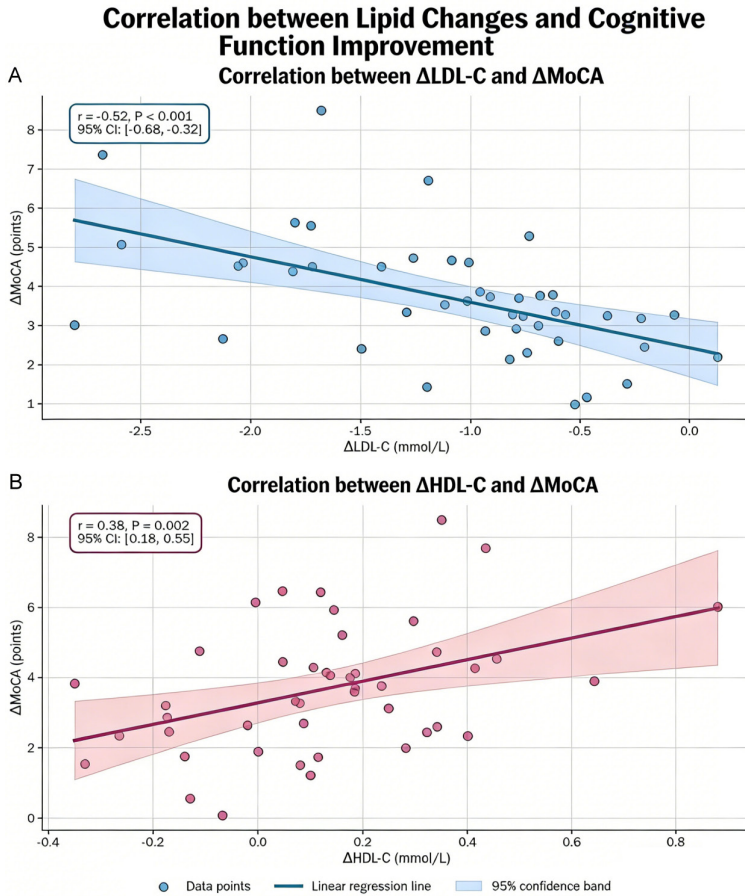 Correlation between Lipid Changes and Cognitive
Function Improvement
A
Correlation between ΔLDL-C and ΔMoCA
r = -0.52, P < 0.001
95% CI: [-0.68, -0.32]
8
7
6
5
4
3
2
1
ΔMoCA (points)
-2.5 -2.0 -1.5 -1.0 -0.5 0.0
ΔLDL-C (mmol/L)
B
Correlation between ΔHDL-C and ΔMoCA
r = 0.38, P = 0.002
95% CI: [0.18, 0.55]
8
6
4
2
0
ΔMoCA (points)
-0.4 -0.2 0.0 0.2 0.4 0.6 0.8
ΔHDL-C (mmol/L)
Data points Linear regression line 95% confidence band